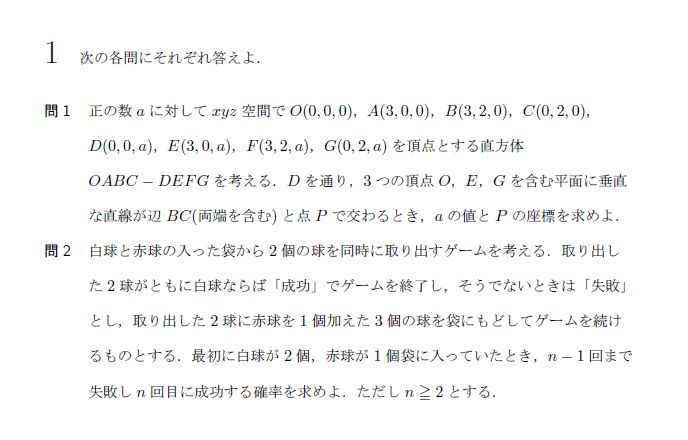 1 次の各問にそれぞれ答えよ.
問 1 正の数 a に対して xyz 空間で O(0, 0, 0), A(3, 0, 0), B(3, 2, 0), C(0, 2, 0),
D(0, 0, a), E(3, 0, a), F(3, 2, a), G(0, 2, a) を頂点とする直方体
OABC − DEFG を考える. D を通り, 3 つの頂点 O, E, G を含む平面に垂直
な直線が辺 BC(両端を含む) と点 P で交わるとき, a の値と P の座標を求めよ.
問 2 白球と赤球の入った袋から 2 個の球を同時に取り出すゲームを考える. 取り出し
た 2 球がともに白球ならば「成功」でゲームを終了し, そうでないときは「失敗」
とし, 取り出した 2 球に赤球を 1 個加えた 3 個の球を袋にもどしてゲームを続け
るものとする. 最初に白球が 2 個, 赤球が 1 個袋に入っていたとき, n − 1 回まで
失敗し n 回目に成功する確率を求めよ. ただし n ≧ 2 とする.